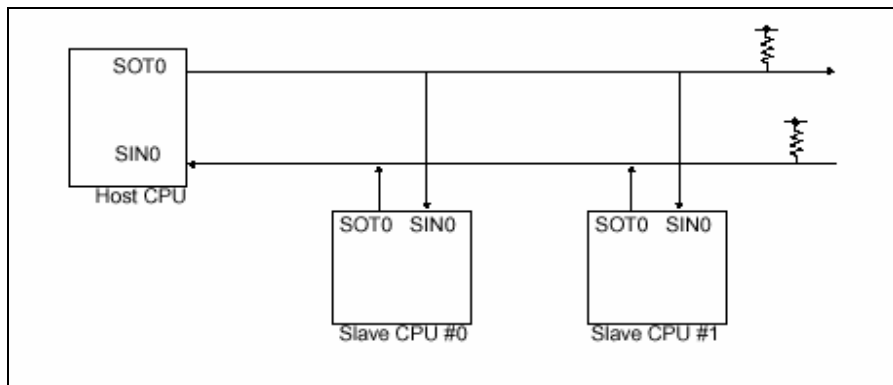 SOT0
SIN0
Host CPU
SOT0 SIN0
SOT0 SIN0
Slave CPU #0
Slave CPU #1